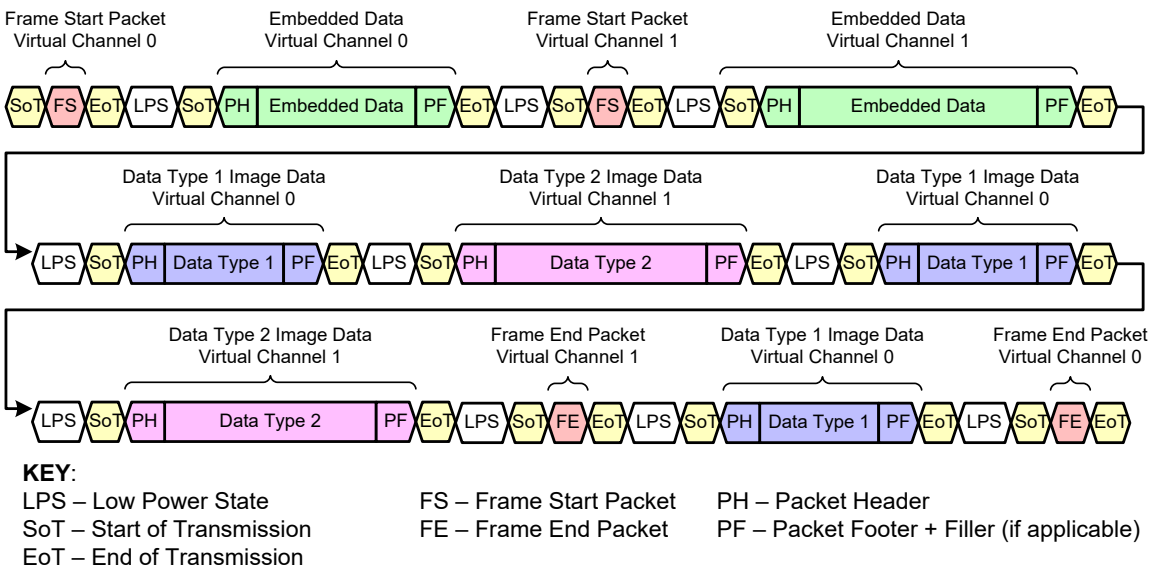 Frame Start Packet
Virtual Channel 0
Embedded Data
Virtual Channel 0
Frame Start Packet
Virtual Channel 1
Embedded Data
Virtual Channel 1
SoT FS EoT LPS SoT PH Embedded Data PF EoT LPS SoT FS EoT LPS SoT PH Embedded Data PF EoT
Data Type 1 Image Data
Virtual Channel 0
Data Type 2 Image Data
Virtual Channel 1
Data Type 1 Image Data
Virtual Channel 0
LPS SoT PH Data Type 1 PF EoT LPS SoT PH Data Type 2 PF EoT LPS SoT PH Data Type 1 PF EoT
Data Type 2 Image Data
Virtual Channel 1
Frame End Packet
Virtual Channel 1
Data Type 1 Image Data
Virtual Channel 0
Frame End Packet
Virtual Channel 0
LPS SoT PH Data Type 2 PF EoT LPS SoT FE EoT LPS SoT PH Data Type 1 PF EoT LPS SoT FE EoT
KEY:
LPS – Low Power State
SoT – Start of Transmission
EoT – End of Transmission
FS – Frame Start Packet
FE – Frame End Packet
PH – Packet Header
PF – Packet Footer + Filler (if applicable)